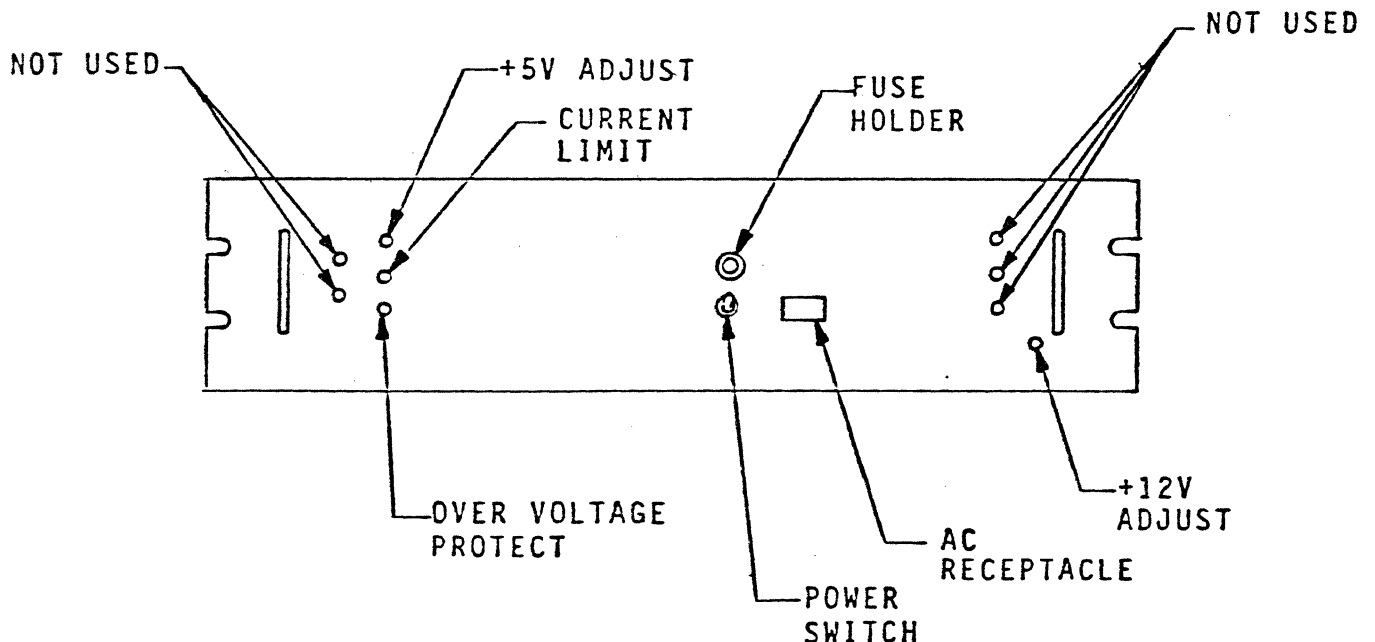 NOT USED
NOT USED
+5V ADJUST
FUSE
HOLDER
CURRENT
LIMIT
+12V
ADJUST
OVER VOLTAGE
PROTECT
AC
RECEPTACLE
POWER
SWITCH